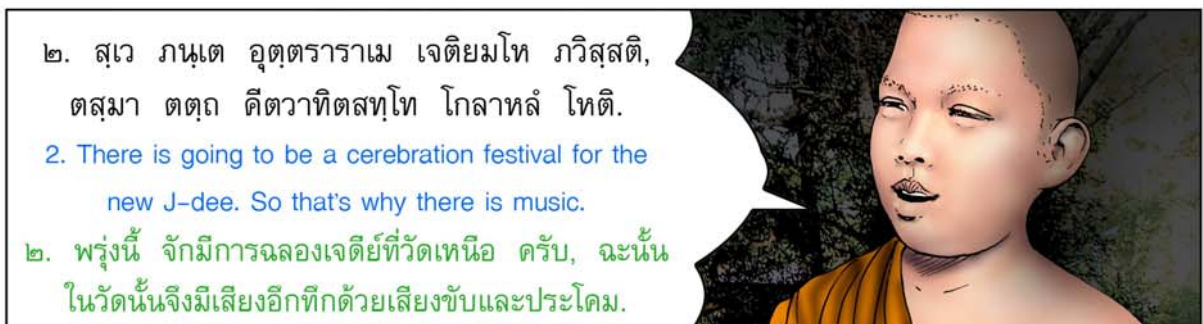 ๒. สฺเว ภนฺเต อุตฺตราราเม เจติยมโห ภวิสฺสติ,
ตสฺมา ตตฺถ คีตวาทิตสทฺโท โกลาหลํ โหติ.
2. There is going to be a cerebration festival for the
new J-dee. So that's why there is music.
๒. พรุ่งนี้ จักมีการฉลองเจดีย์ที่วัดเหนือ ครับ, ฉะนั้น
ในวัดนั้นจึงมีเสียงอึกทึกด้วยเสียงขับและประโคม.